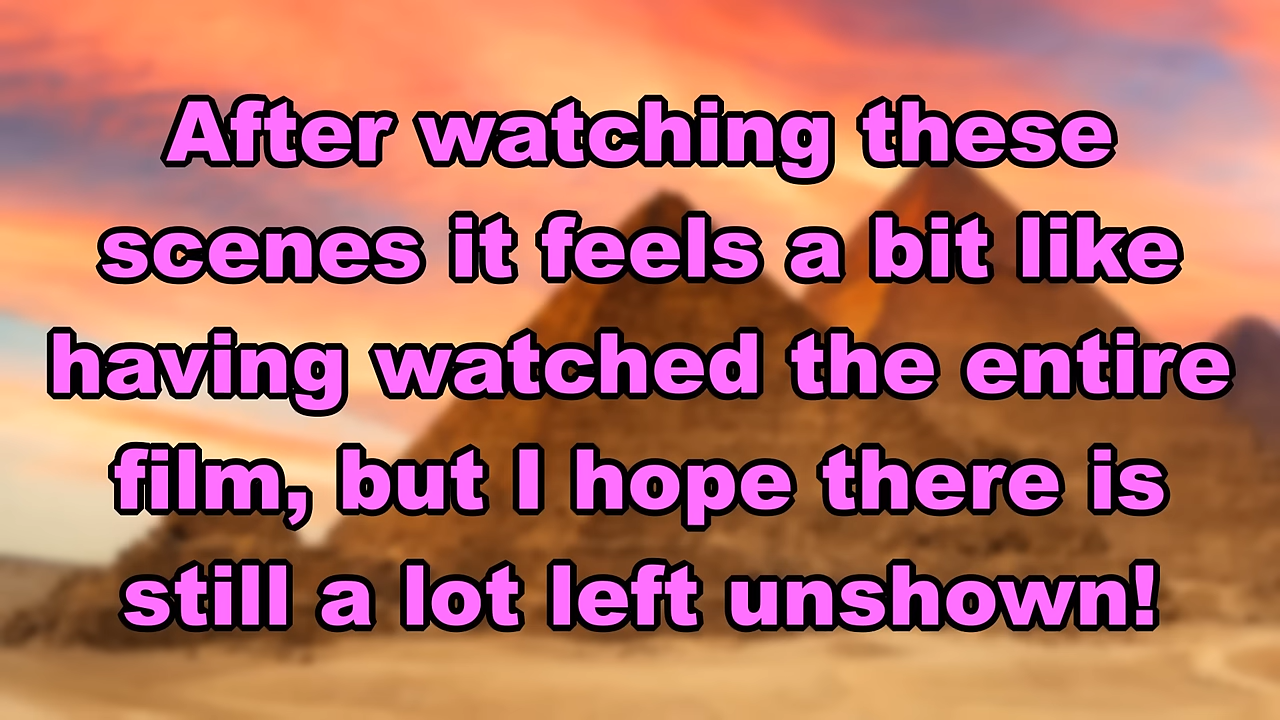 After watching these
scenes it feels a bit like
having watched the entire
film, but I hope there is
still a lot left unshown!